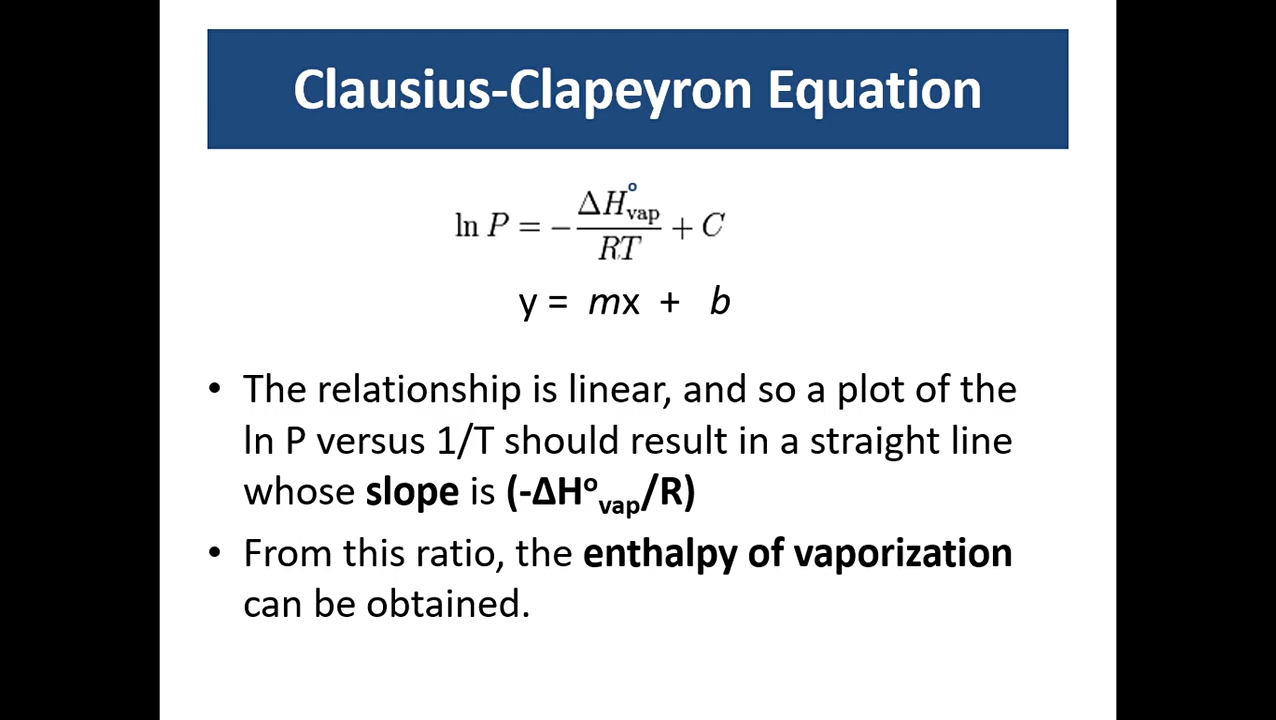 Clausius-Clapeyron Equation
ln P = −ΔH°vap/RT + C
y = mx + b
• The relationship is linear, and so a plot of the
ln P versus 1/T should result in a straight line
whose slope is (-ΔHᵒvap/R)
• From this ratio, the enthalpy of vaporization
can be obtained.